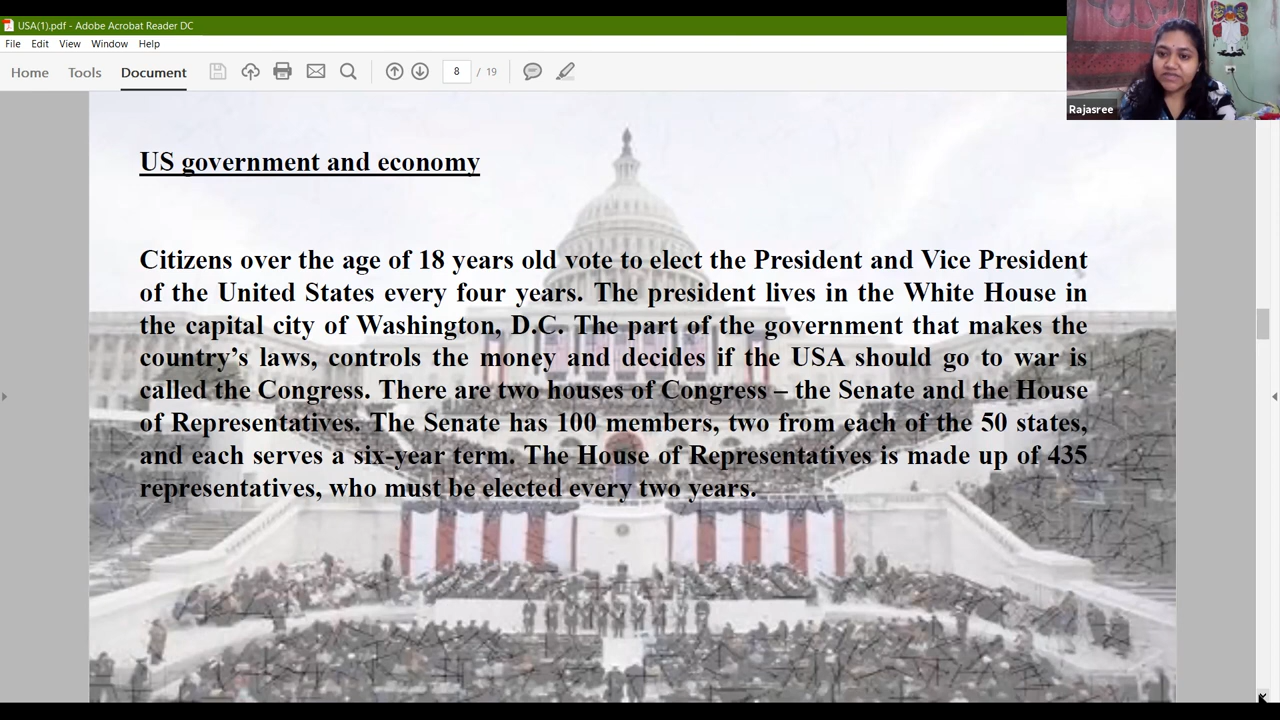 USA(1).pdf - Adobe Acrobat Reader DC
File Edit View Window Help
Home Tools Document 8 / 19
Rajasree
US government and economy
Citizens over the age of 18 years old vote to elect the President and Vice President
of the United States every four years. The president lives in the White House in
the capital city of Washington, D.C. The part of the government that makes the
country’s laws, controls the money and decides if the USA should go to war is
called the Congress. There are two houses of Congress – the Senate and the House
of Representatives. The Senate has 100 members, two from each of the 50 states,
and each serves a six-year term. The House of Representatives is made up of 435
representatives, who must be elected every two years.